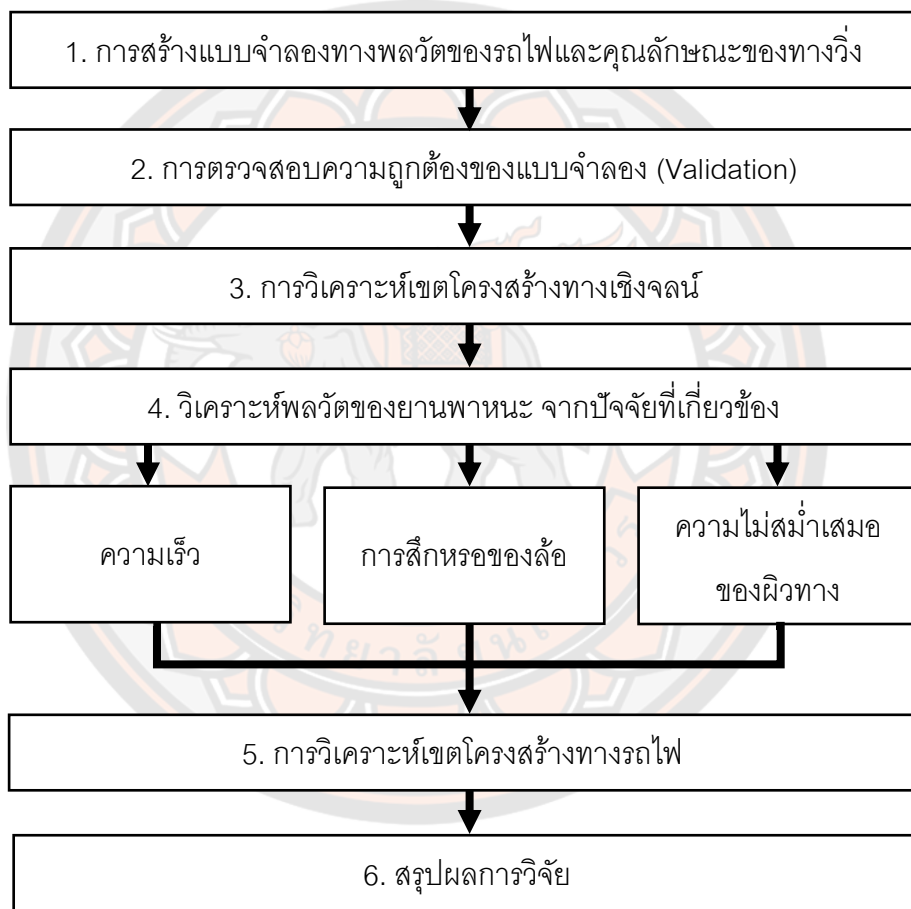 1. การสร้างแบบจำลองทางพลวัตของรถไฟและคุณลักษณะของทางวิ่ง
2. การตรวจสอบความถูกต้องของแบบจำลอง (Validation)
3. การวิเคราะห์เขตโครงสร้างทางเชิงจลน์
4. วิเคราะห์พลวัตของยานพาหนะ จากปัจจัยที่เกี่ยวข้อง
ความเร็ว
การสึกหรอของล้อ
ความไม่สม่ำเสมอ
ของผิวทาง
5. การวิเคราะห์เขตโครงสร้างทางรถไฟ
6. สรุปผลการวิจัย